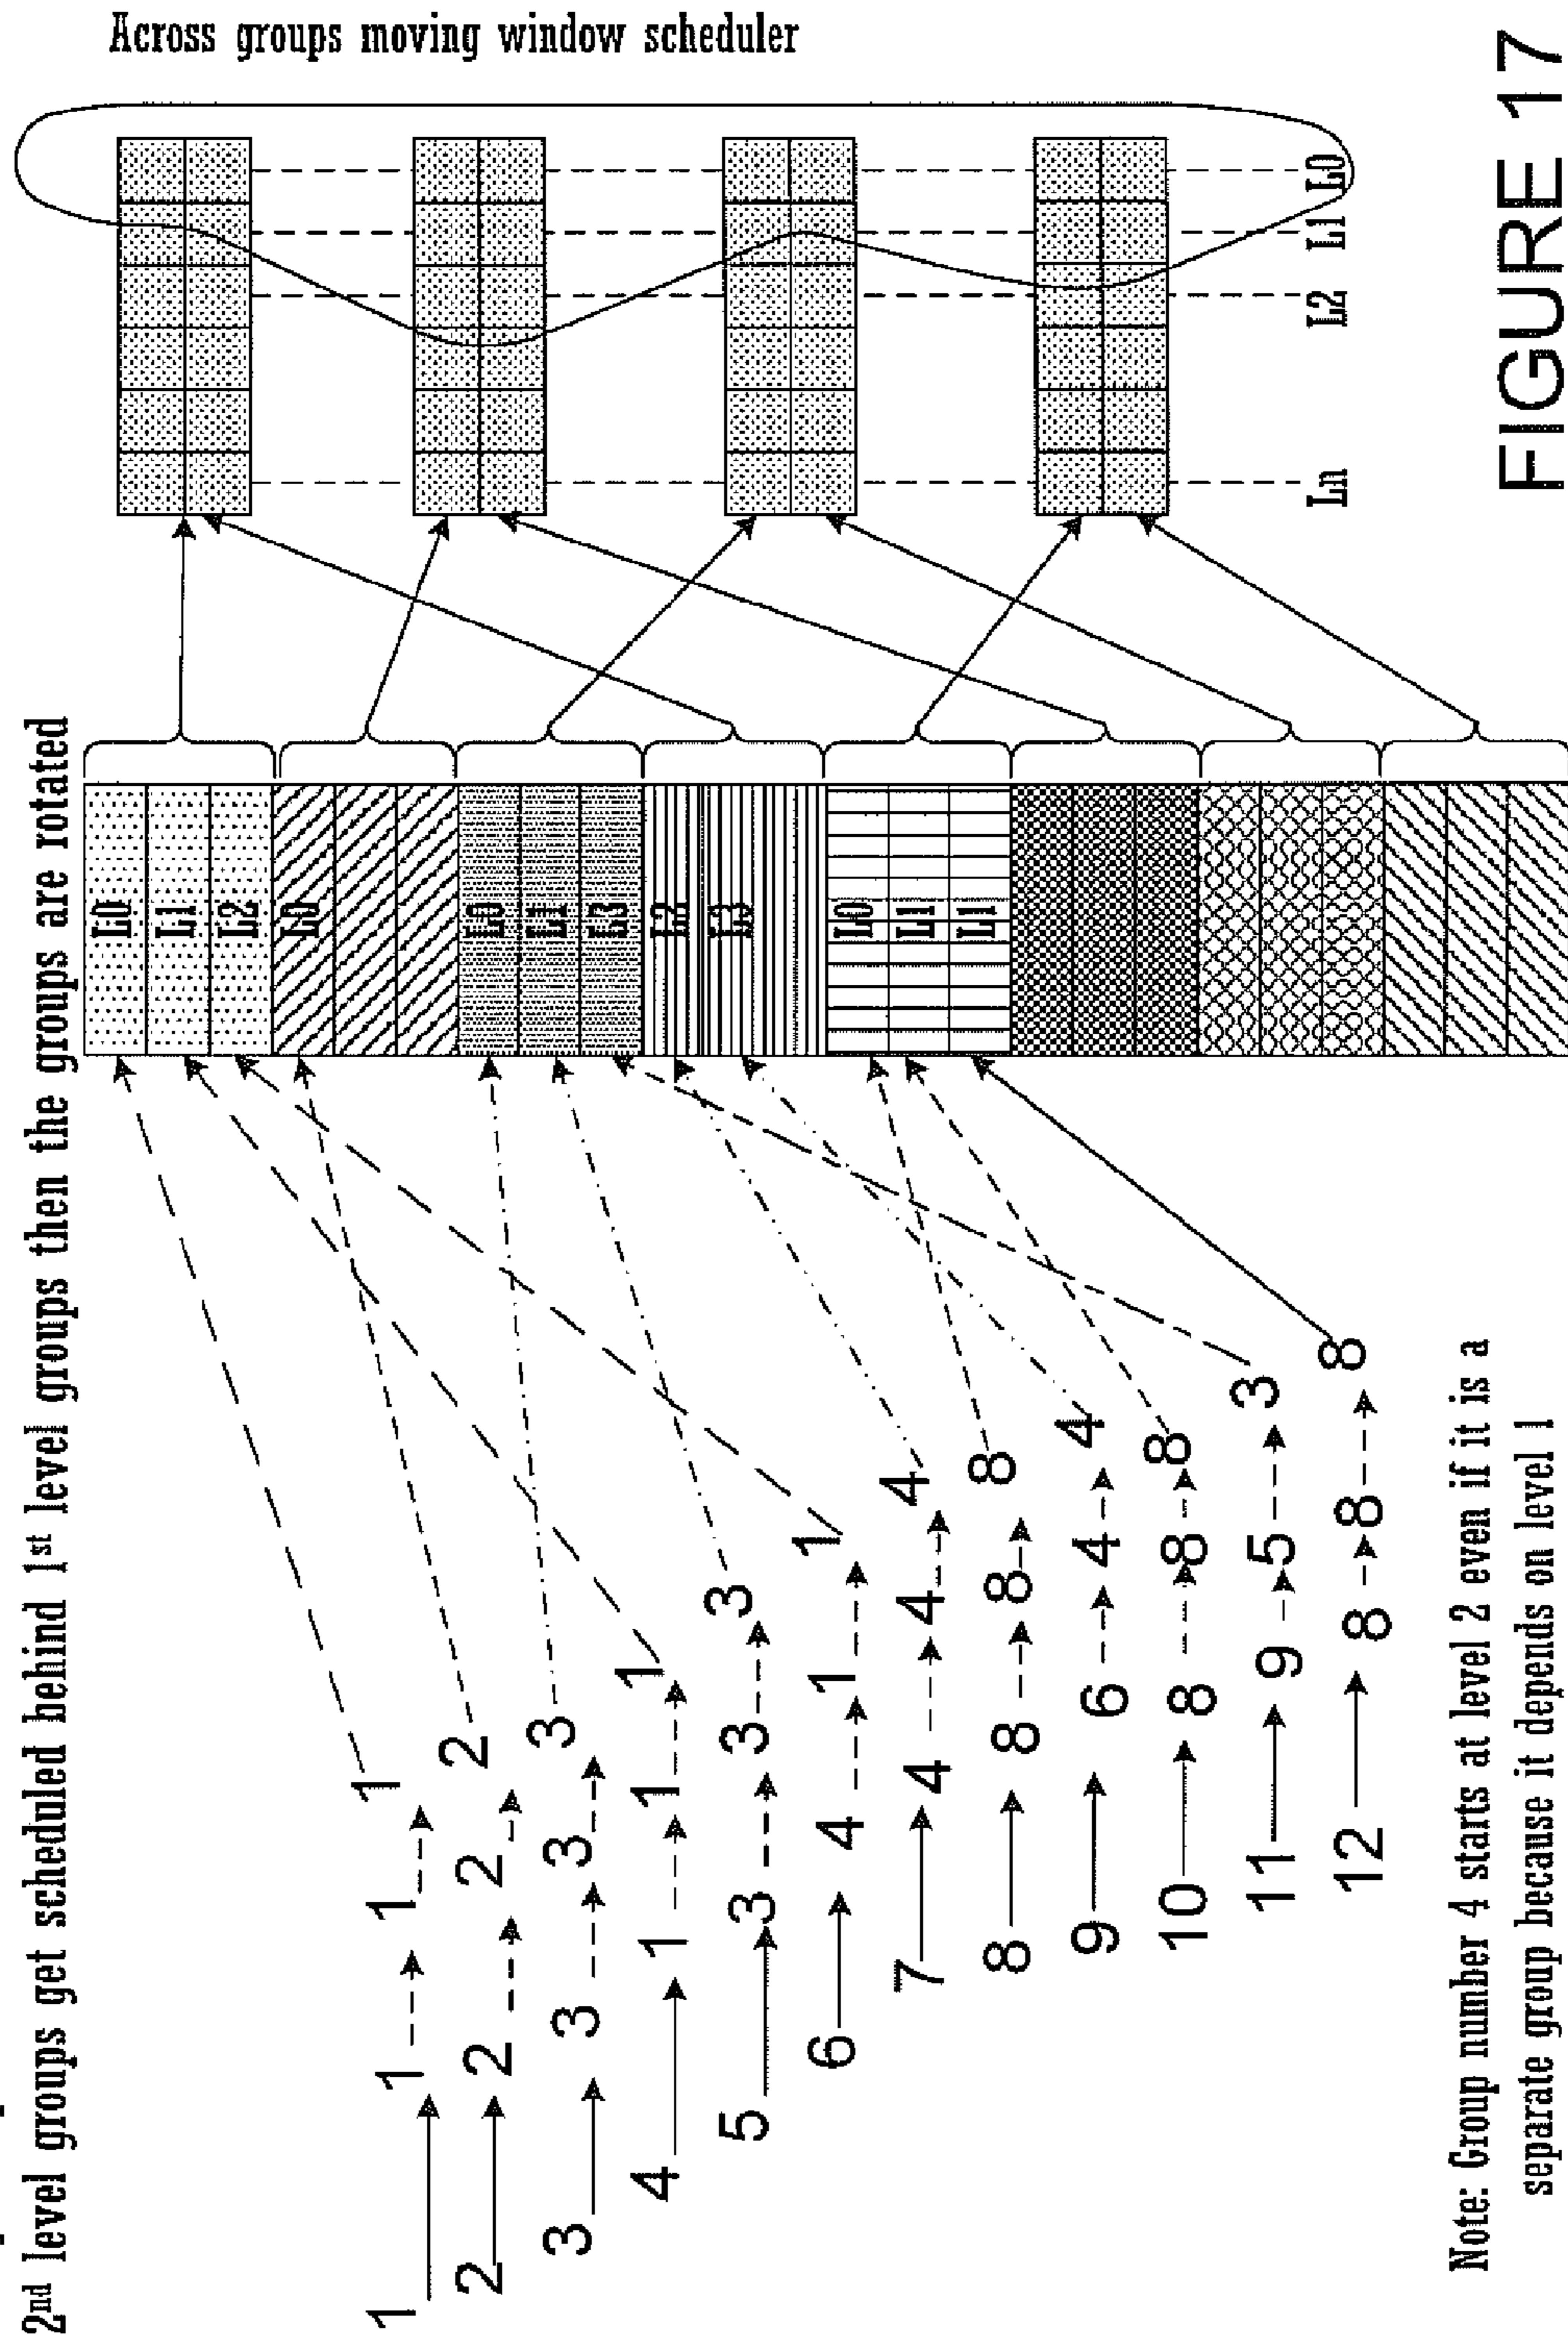 2nd level groups get scheduled behind 1st level groups then the groups are rotated
Across groups moving window scheduler
1 1 1 1
2 2 2 2
3 3 3 3
4 1 1 1
5 3 3 3
6 4 1 1
7 4 4 4
8 8 8 8
9 6 4 4
10 8 8 8
11 9 5 3
12 8 8 8
L0
L1
L2
L0
L0
L1
L3
L2
L3
L0
L1
L1
Ln L2 L1 L0
Note: Group number 4 starts at level 2 even if it is a
separate group because it depends on level 1
FIGURE 17